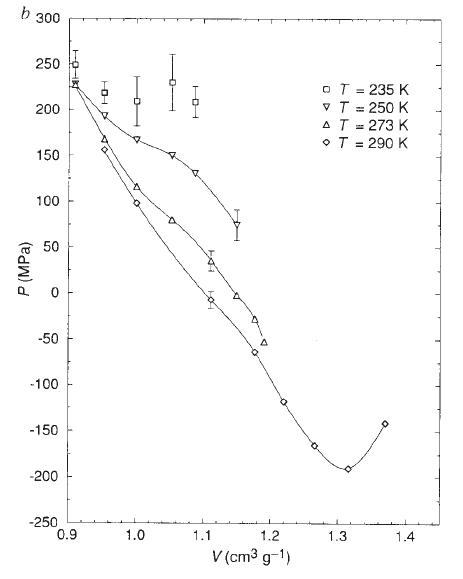 b
300
250
200
150
100
50
0
-50
-100
-150
-200
-250
P (MPa)
T = 235 K
T = 250 K
T = 273 K
T = 290 K
0.9 1.0 1.1 1.2 1.3 1.4
V (cm³ g⁻¹)